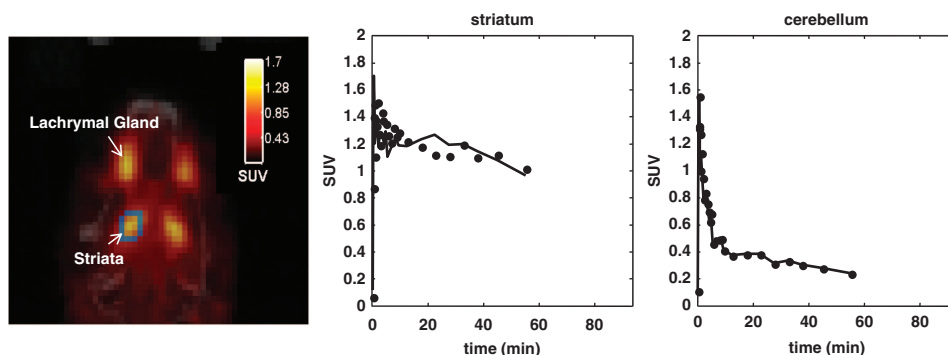 Lachrymal Gland
Striata
1.7
1.28
0.85
0.43
SUV
striatum
SUV
2
1.8
1.6
1.4
1.2
1
0.8
0.6
0.4
0.2
0
0 20 40 60 80
time (min)
cerebellum
SUV
2
1.8
1.6
1.4
1.2
1
0.8
0.6
0.4
0.2
0
0 20 40 60 80
time (min)